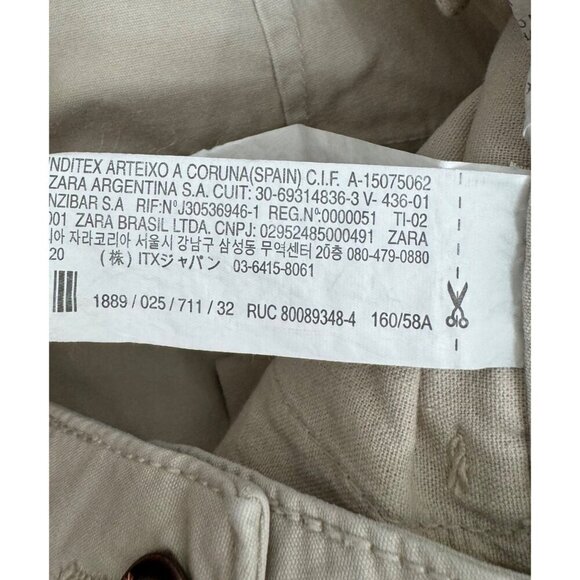 INDITEX ARTEIXO A CORUNA(SPAIN) C.I.F. A-15075062
ZARA ARGENTINA S.A. CUIT: 30-69314836-3 V- 436-01
NZIBAR S.A RIF:NºJ30536946-1 REG.Nº:0000051 TI-02
001 ZARA BRASIL LTDA. CNPJ: 02952485000491 ZARA
아 자라코리아 서울시 강남구 삼성동 무역센터 20층 080-479-0880
20 (株) ITXジャパン 03-6415-8061
1889 / 025 / 711 / 32 RUC 80089348-4 160/58A